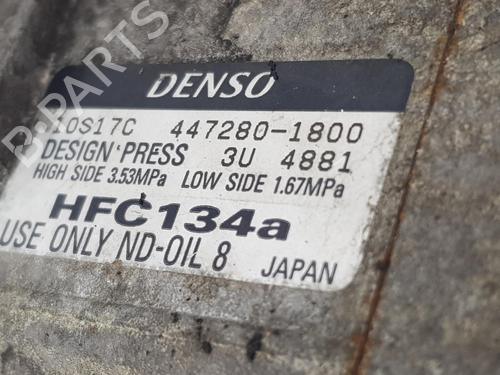 B-PARTS
DENSO
10S17C 447280-1800
DESIGN PRESS 3U 4881
HIGH SIDE 3.53MPa LOW SIDE 1.67MPa
HFC134a
USE ONLY ND-OIL 8 JAPAN